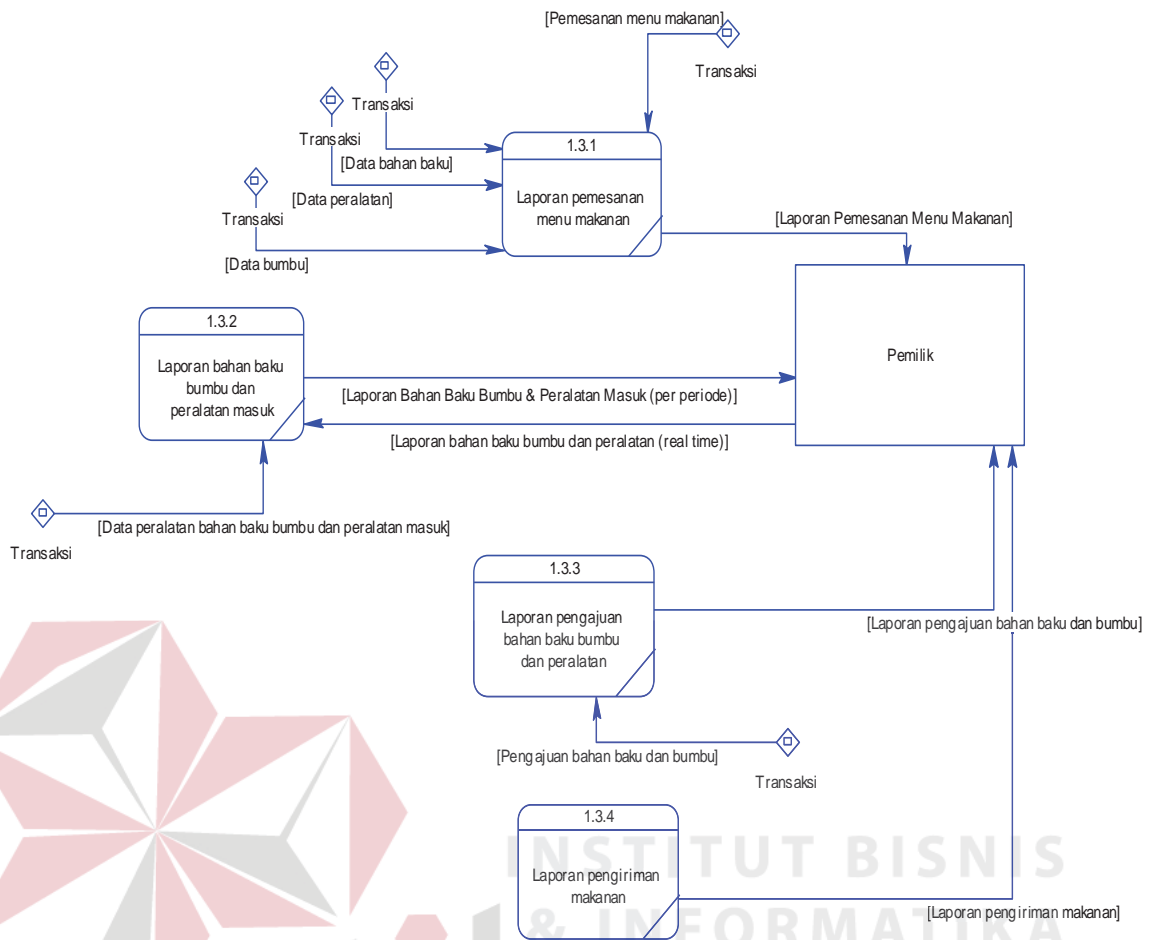 [Pemesanan menu makanan]
Transaksi
Transaksi
Transaksi
[Data bahan baku]
[Data peralatan]
Transaksi
[Data bumbu]
1.3.1
Laporan pemesanan
menu makanan
[Laporan Pemesanan Menu Makanan]
Pemilik
1.3.2
Laporan bahan baku
bumbu dan
peralatan masuk
[Laporan Bahan Baku Bumbu & Peralatan Masuk (per periode)]
[Laporan bahan baku bumbu dan peralatan (real time)]
[Data peralatan bahan baku bumbu dan peralatan masuk]
Transaksi
1.3.3
Laporan pengajuan
bahan baku bumbu
dan peralatan
[Laporan pengajuan bahan baku dan bumbu]
[Pengajuan bahan baku dan bumbu]
Transaksi
1.3.4
Laporan pengiriman
makanan
[Laporan pengiriman makanan]
INSTITUT BISNIS
& INFORMATIKA